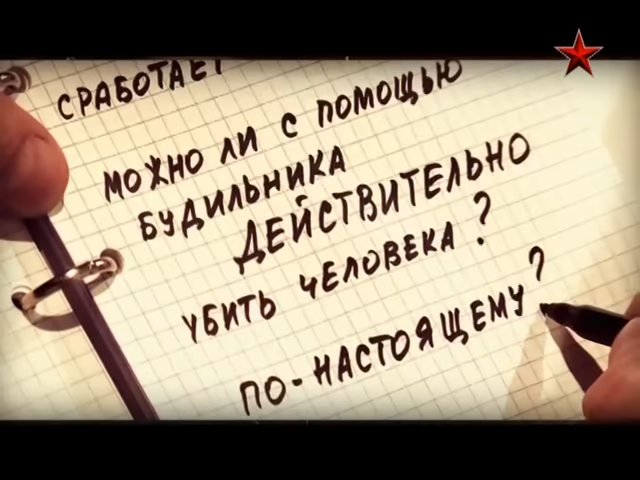 СРАБОТАЕТ
МОЖНО ЛИ С ПОМОЩЬЮ
БУДИЛЬНИКА
ДЕЙСТВИТЕЛЬНО
УБИТЬ ЧЕЛОВЕКА?
ПО-НАСТОЯЩЕМУ?